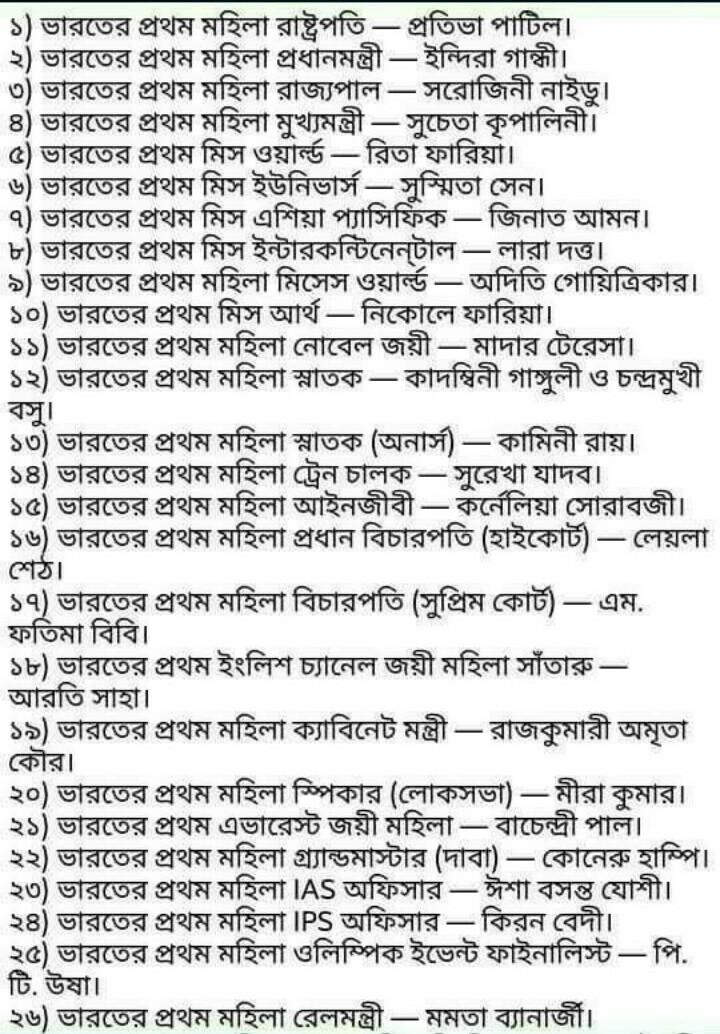 ১) ভারতের প্রথম মহিলা রাষ্ট্রপতি — প্রতিভা পাটিল।
২) ভারতের প্রথম মহিলা প্রধানমন্ত্রী — ইন্দিরা গান্ধী।
৩) ভারতের প্রথম মহিলা রাজ্যপাল — সরোজিনী নাইডু।
৪) ভারতের প্রথম মহিলা মুখ্যমন্ত্রী — সুচেতা কৃপালিনী।
৫) ভারতের প্রথম মিস ওয়ার্ল্ড — রিতা ফারিয়া।
৬) ভারতের প্রথম মিস ইউনিভার্স — সুস্মিতা সেন।
৭) ভারতের প্রথম মিস এশিয়া প্যাসিফিক — জিনাত আমন।
৮) ভারতের প্রথম মিস ইন্টারকন্টিনেন্টাল — লারা দত্ত।
৯) ভারতের প্রথম মহিলা মিসেস ওয়ার্ল্ড — অদিতি গোয়িত্রিকার।
১০) ভারতের প্রথম মিস আর্থ — নিকোলে ফারিয়া।
১১) ভারতের প্রথম মহিলা নোবেল জয়ী — মাদার টেরেসা।
১২) ভারতের প্রথম মহিলা স্নাতক — কাদম্বিনী গাঙ্গুলী ও চন্দ্রমুখী
বসু।
১৩) ভারতের প্রথম মহিলা স্নাতক (অনার্স) — কামিনী রায়।
১৪) ভারতের প্রথম মহিলা ট্রেন চালক — সুরেখা যাদব।
১৫) ভারতের প্রথম মহিলা আইনজীবী — কর্নেলিয়া সোরাবজী।
১৬) ভারতের প্রথম মহিলা প্রধান বিচারপতি (হাইকোর্ট) — লেয়লা
শেঠ।
১৭) ভারতের প্রথম মহিলা বিচারপতি (সুপ্রিম কোর্ট) — এম.
ফতিমা বিবি।
১৮) ভারতের প্রথম ইংলিশ চ্যানেল জয়ী মহিলা সাঁতারু —
আরতি সাহা।
১৯) ভারতের প্রথম মহিলা ক্যাবিনেট মন্ত্রী — রাজকুমারী অমৃতা
কৌর।
২০) ভারতের প্রথম মহিলা স্পিকার (লোকসভা) — মীরা কুমার।
২১) ভারতের প্রথম এভারেস্ট জয়ী মহিলা — বাচেন্দ্রী পাল।
২২) ভারতের প্রথম মহিলা গ্র্যান্ডমাস্টার (দাবা) — কোনেরু হাম্পি।
২৩) ভারতের প্রথম মহিলা IAS অফিসার — ঈশা বসন্ত যোশী।
২৪) ভারতের প্রথম মহিলা IPS অফিসার — কিরন বেদী।
২৫) ভারতের প্রথম মহিলা ওলিম্পিক ইভেন্ট ফাইনালিস্ট — পি.
টি. উষা।
২৬) ভারতের প্রথম মহিলা রেলমন্ত্রী — মমতা ব্যানার্জী।